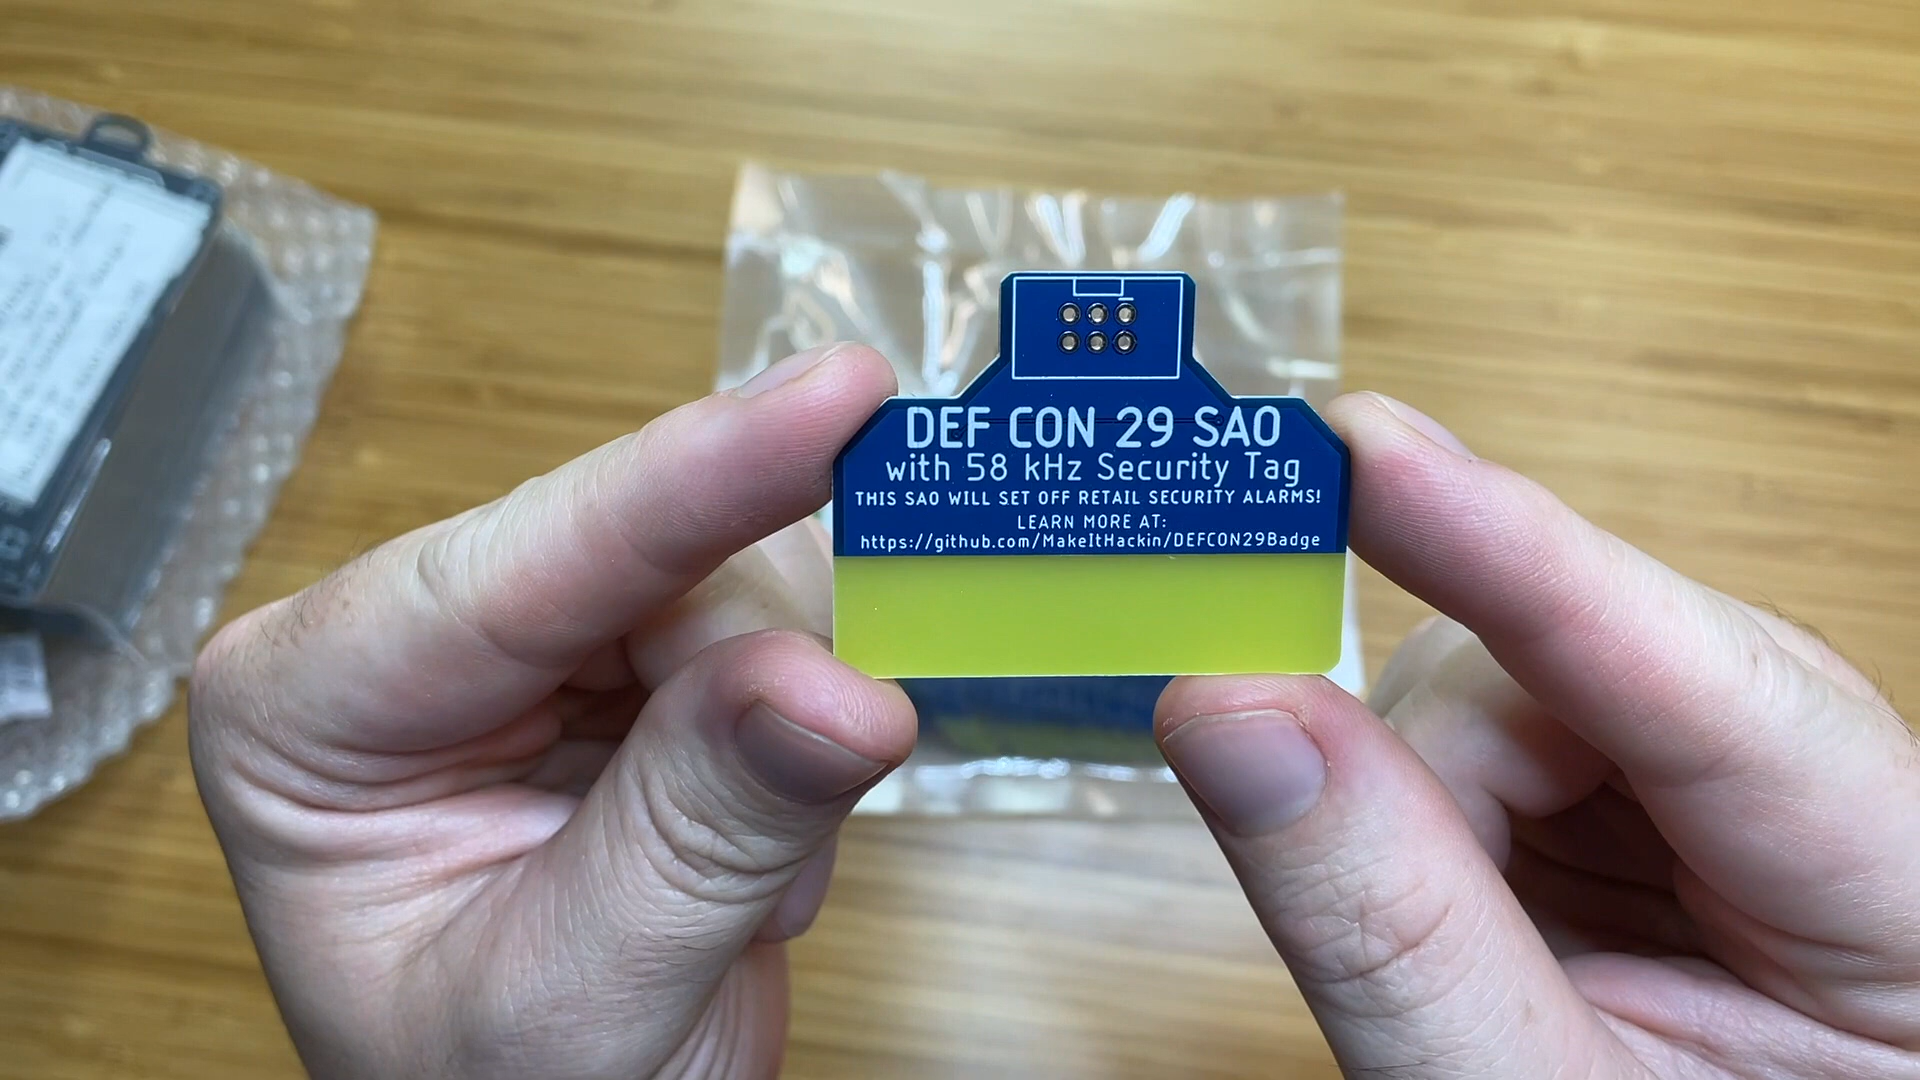 DEF CON 29 SAO
with 58 kHz Security Tag
THIS SAO WILL SET OFF RETAIL SECURITY ALARMS!
LEARN MORE AT:
https://github.com/MakeItHackin/DEFCON29Badge